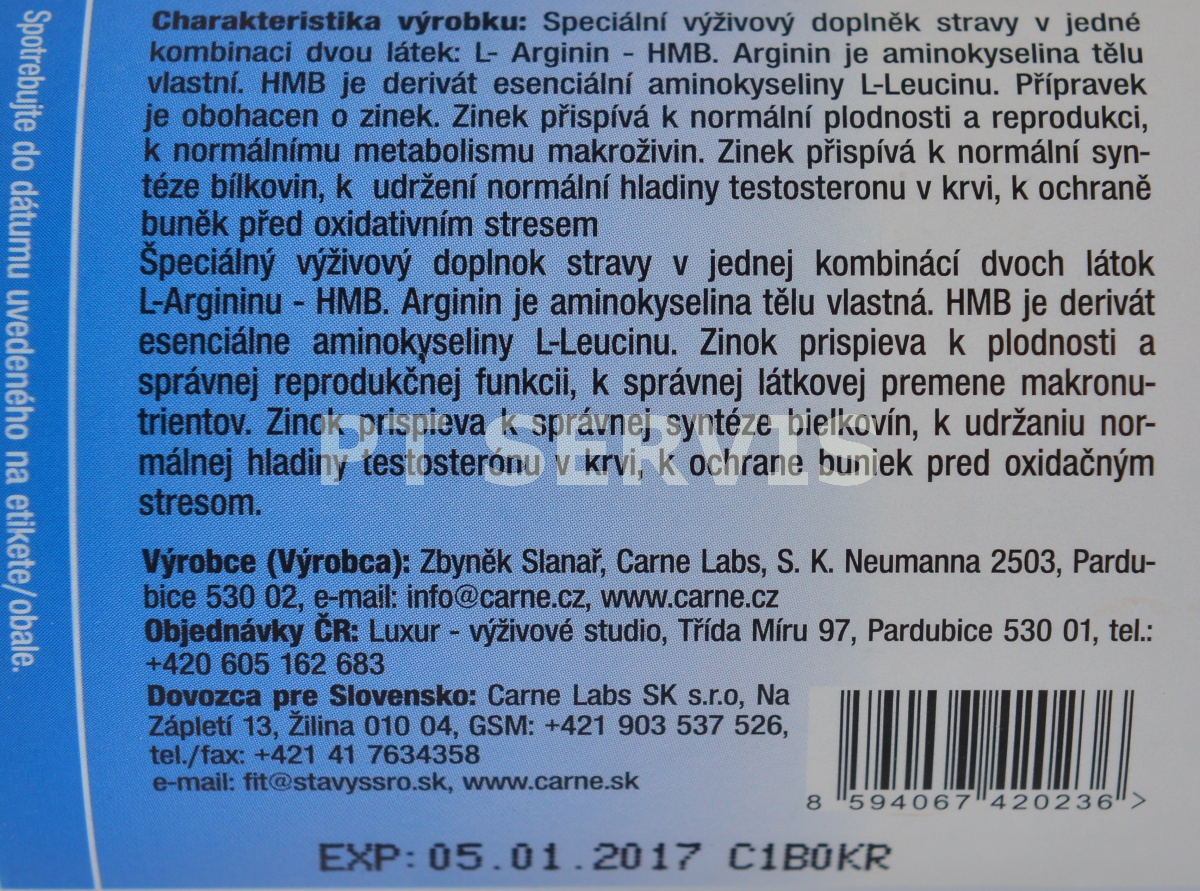 Charakteristika výrobku: Speciální výživový doplněk stravy v jedné
kombinaci dvou látek: L- Arginin - HMB. Arginin je aminokyselina tělu
vlastní. HMB je derivát esenciální aminokyseliny L-Leucinu. Přípravek
je obohacen o zinek. Zinek přispívá k normální plodnosti a reprodukci,
k normálnímu metabolismu makroživin. Zinek přispívá k normální syn-
téze bílkovin, k udržení normální hladiny testosteronu v krvi, k ochraně
buněk před oxidativním stresem
Špeciálný výživový doplnok stravy v jednej kombinácí dvoch látok
L-Argininu - HMB. Arginin je aminokyselina tělu vlastná. HMB je derivát
esenciálne aminokyseliny L-Leucinu. Zinok prispieva k plodnosti a
správnej reprodukčnej funkcii, k správnej látkovej premene makronu-
trientov. Zinok prispieva k správnej syntéze bielkovín, k udržaniu nor-
málnej hladiny testosterónu v krvi, k ochrane buniek pred oxidačným
stresom.
PT SERVIS
Výrobce (Výrobca): Zbyněk Slanař, Carne Labs, S. K. Neumanna 2503, Pardu-
bice 530 02, e-mail: info@carne.cz, www.carne.cz
Objednávky ČR: Luxur - výživové studio, Třída Míru 97, Pardubice 530 01, tel.:
+420 605 162 683
Dovozca pre Slovensko: Carne Labs SK s.r.o, Na
Zápletí 13, Žilina 010 04, GSM: +421 903 537 526,
tel./fax: +421 41 7634358
e-mail: fit@stavyssro.sk, www.carne.sk
8 594067 420236 >
EXP: 05.01.2017 C1B0KR
Spotrebujte do dátumu uvedeného na etikete/obale.